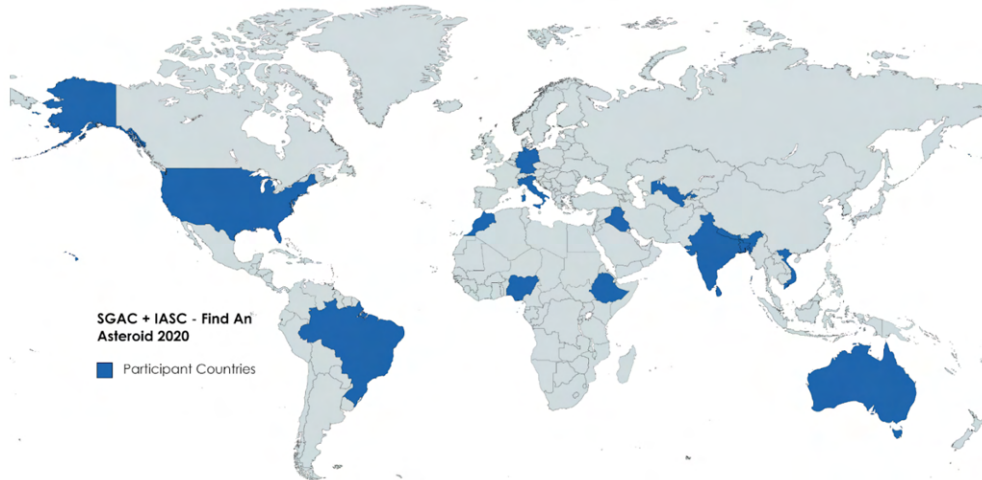 SGAC + IASC - Find An
Asteroid 2020
Participant Countries